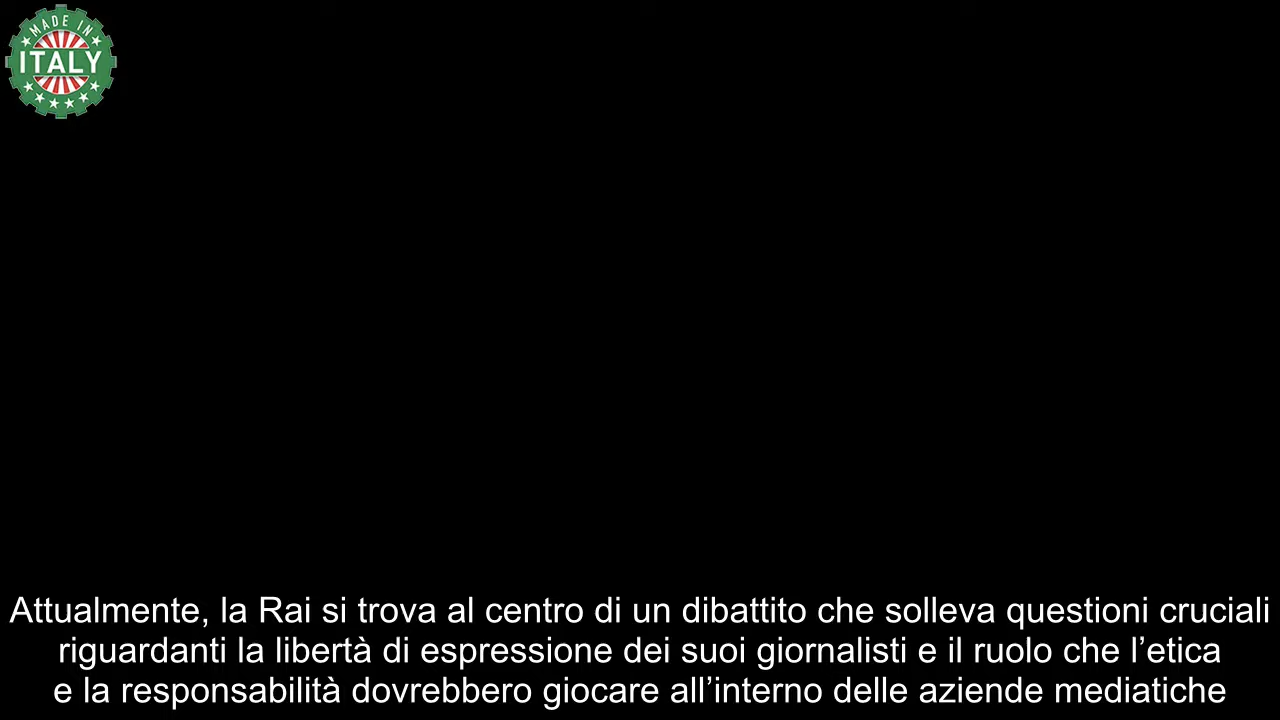 MADE IN
ITALY
Attualmente, la Rai si trova al centro di un dibattito che solleva questioni cruciali
riguardanti la libertà di espressione dei suoi giornalisti e il ruolo che l’etica
e la responsabilità dovrebbero giocare all’interno delle aziende mediatiche